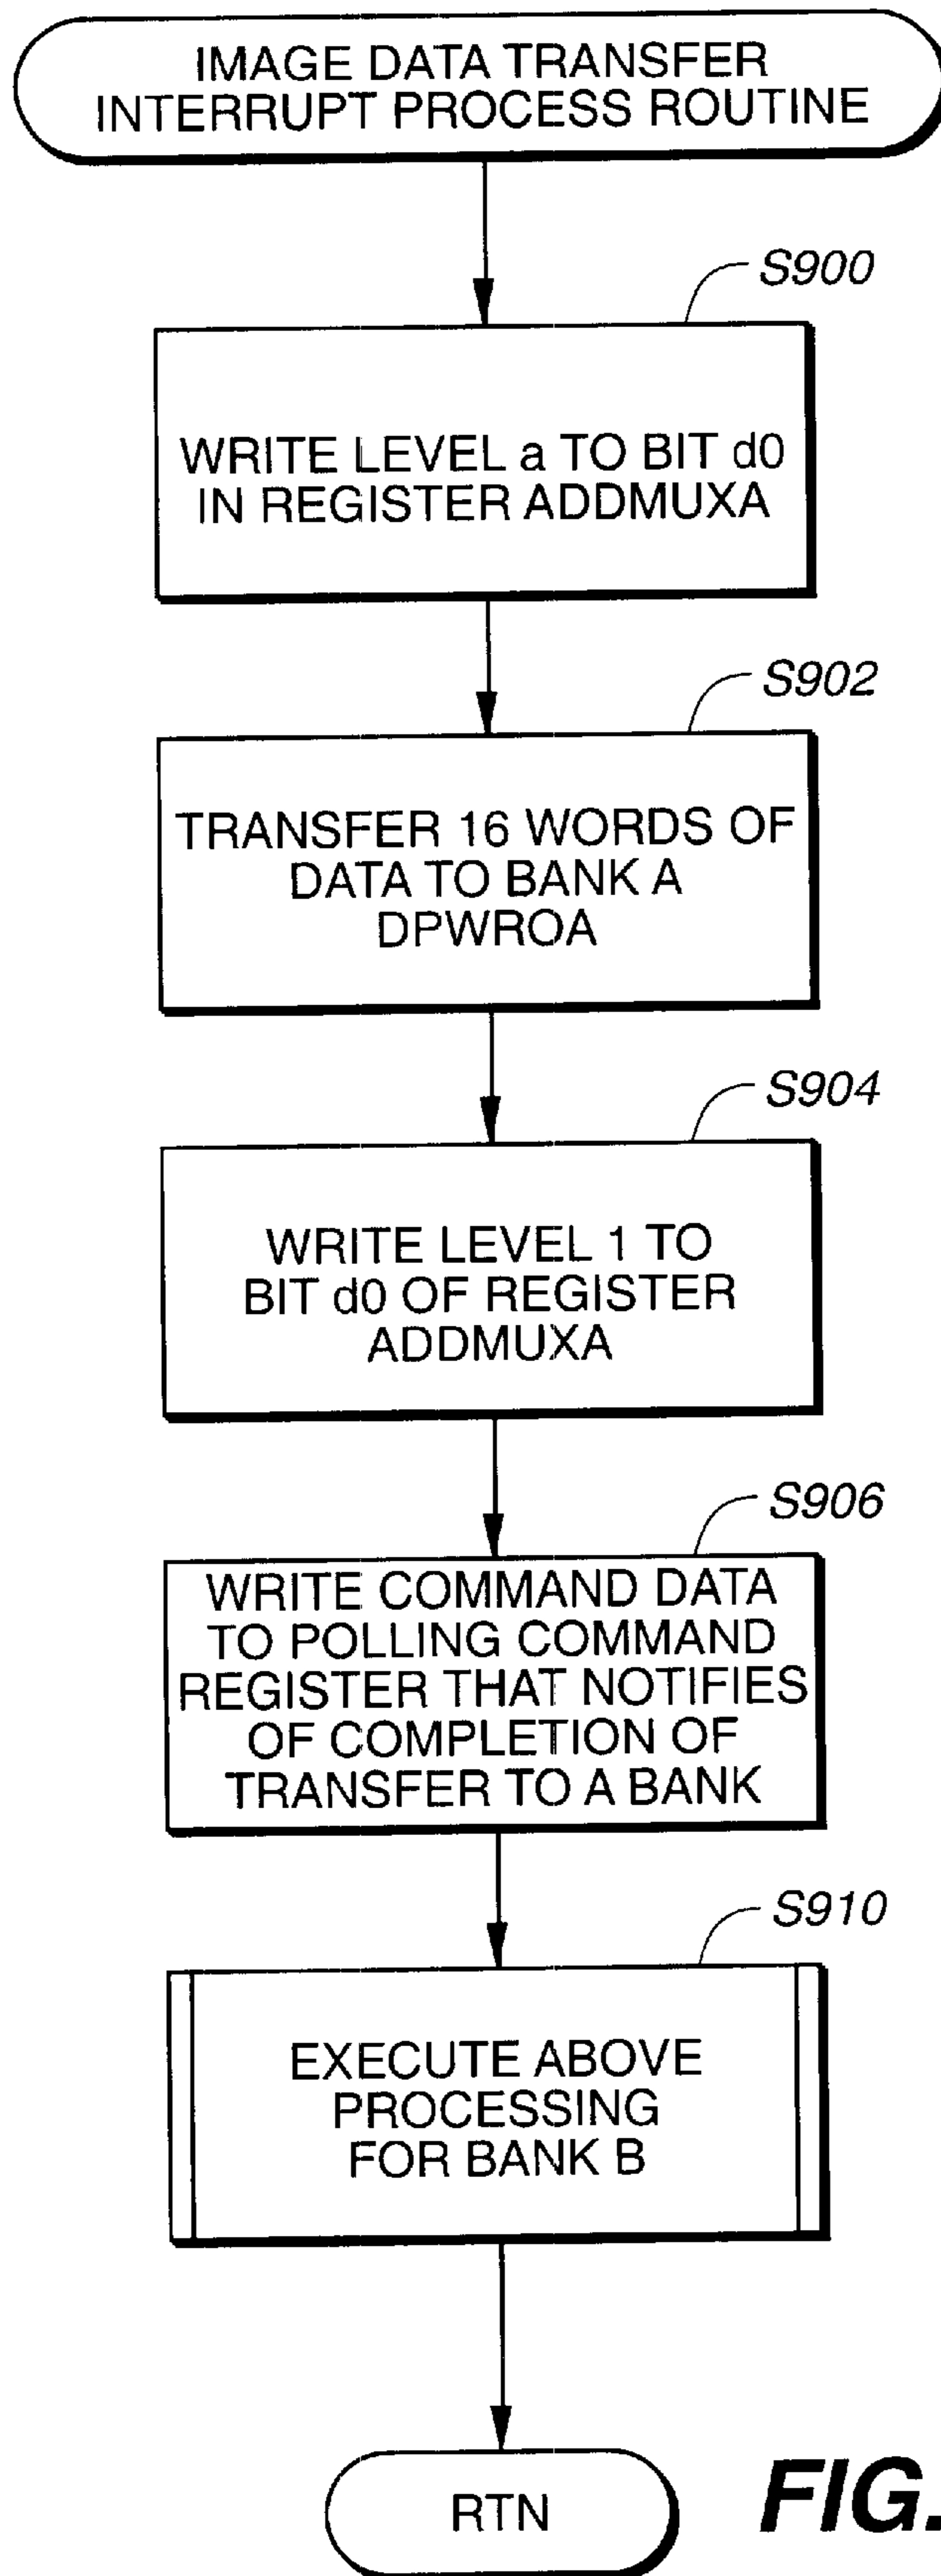 IMAGE DATA TRANSFER
INTERRUPT PROCESS ROUTINE
S900
WRITE LEVEL a TO BIT d0
IN REGISTER ADDMUXA
S902
TRANSFER 16 WORDS OF
DATA TO BANK A
DPWROA
S904
WRITE LEVEL 1 TO
BIT d0 OF REGISTER
ADDMUXA
S906
WRITE COMMAND DATA
TO POLLING COMMAND
REGISTER THAT NOTIFIES
OF COMPLETION OF
TRANSFER TO A BANK
S910
EXECUTE ABOVE
PROCESSING
FOR BANK B
RTN
FIG.